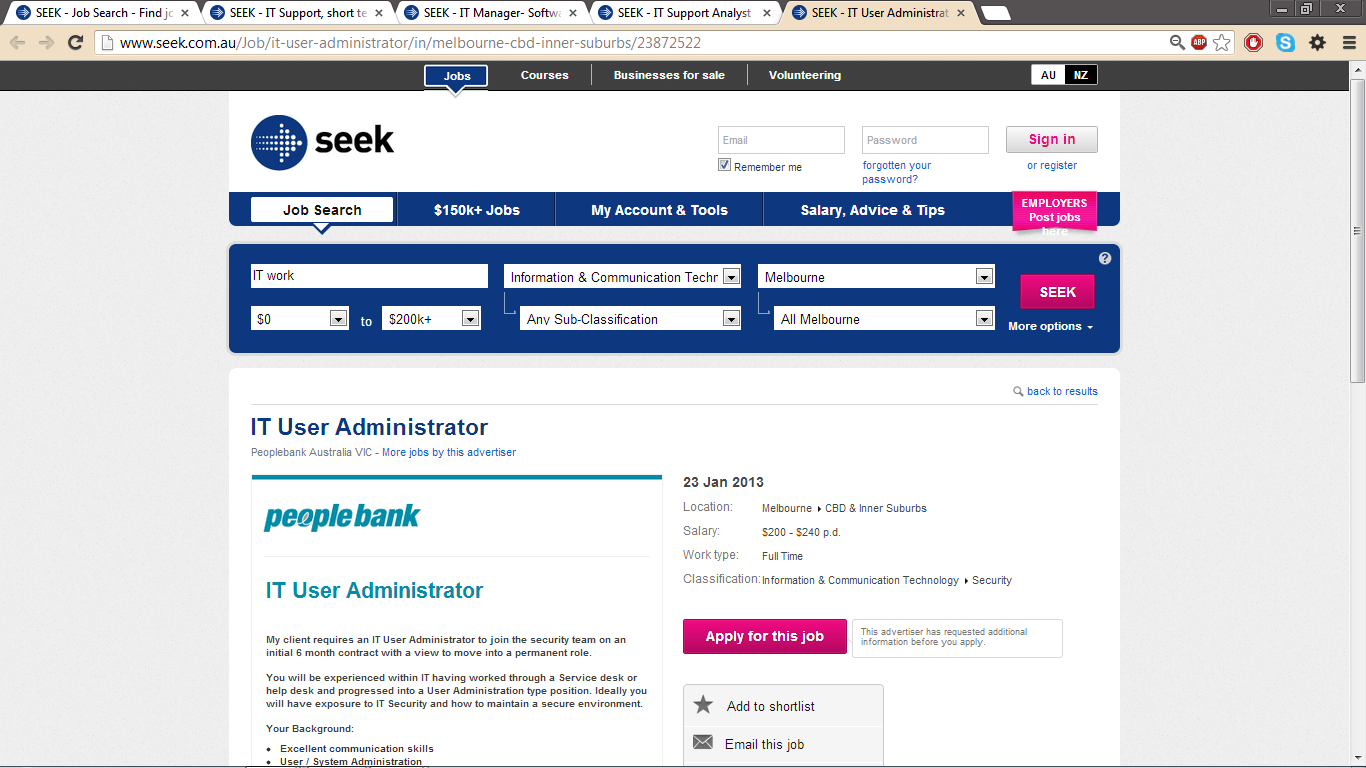 SEEK - Job Search - Find jo
SEEK - IT Support, short te
SEEK - IT Manager- Softwa
SEEK - IT Support Analyst
SEEK - IT User Administrat
www.seek.com.au/Job/it-user-administrator/in/melbourne-cbd-inner-suburbs/23872522
ABP
Jobs
Courses
Businesses for sale
Volunteering
AU NZ
seek
Email
Password
Sign in
Remember me
forgotten your
password?
or register
Job Search
$150k+ Jobs
My Account & Tools
Salary, Advice & Tips
EMPLOYERS
Post jobs
here
?
IT work
Information & Communication Techr
Melbourne
SEEK
$0 to $200k+
Any Sub-Classification
All Melbourne
More options
back to results
IT User Administrator
Peoplebank Australia VIC - More jobs by this advertiser
peoplebank
IT User Administrator
My client requires an IT User Administrator to join the security team on an
initial 6 month contract with a view to move into a permanent role.
You will be experienced within IT having worked through a Service desk or
help desk and progressed into a User Administration type position. Ideally you
will have exposure to IT Security and how to maintain a secure environment.
Your Background:
• Excellent communication skills
• User / System Administration
23 Jan 2013
Location: Melbourne CBD & Inner Suburbs
Salary: $200 - $240 p.d.
Work type: Full Time
Classification: Information & Communication Technology Security
Apply for this job
This advertiser has requested additional
information before you apply.
Add to shortlist
Email this job